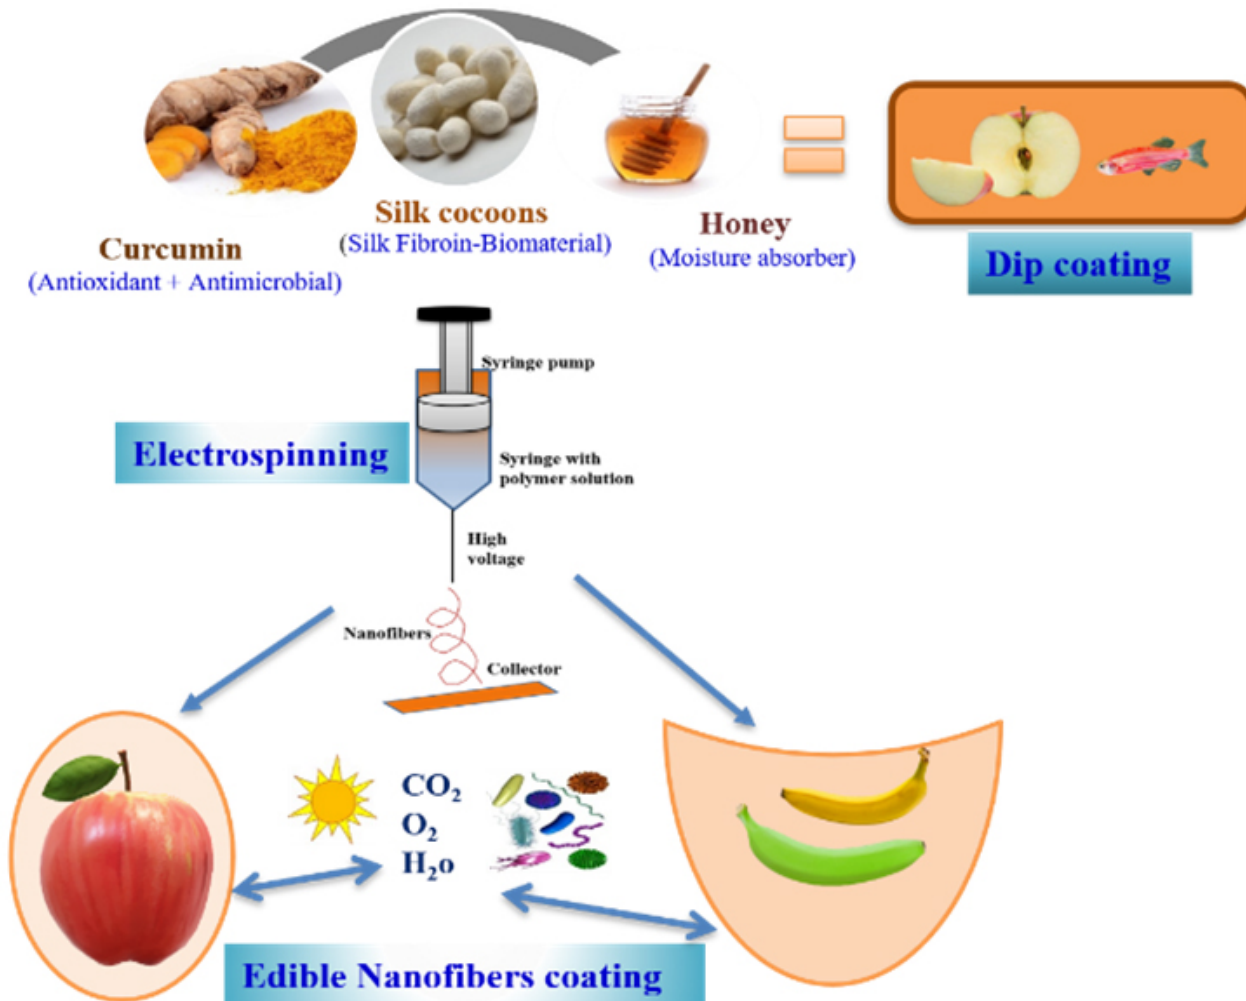 Silk cocoons
(Silk Fibroin-Biomaterial)
Curcumin
(Antioxidant + Antimicrobial)
Honey
(Moisture absorber)
Dip coating
Syringe pump
Electrospinning
Syringe with
polymer solution
High
voltage
Nanofibers
Collector
CO₂
O₂
H₂o
Edible Nanofibers coating